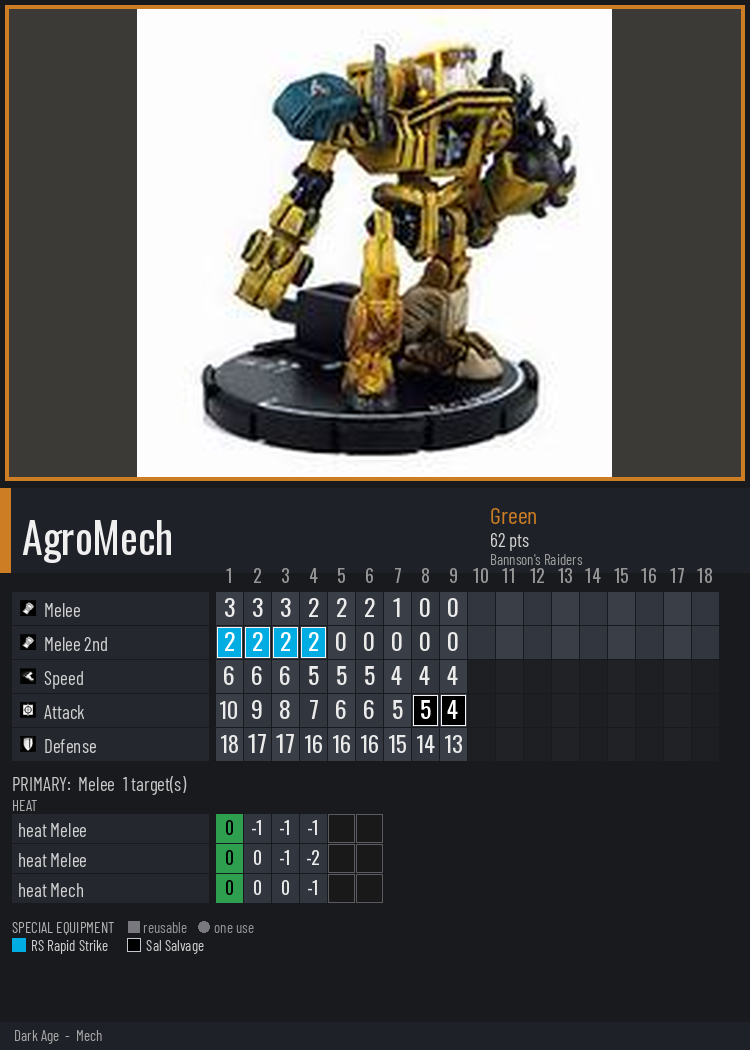 AgroMech
Green
62 pts
Bannson's Raiders
1 2 3 4 5 6 7 8 9 10 11 12 13 14 15 16 17 18
Melee 3 3 3 2 2 2 1 0 0
Melee 2nd 2 2 2 2 0 0 0 0 0
Speed 6 6 6 5 5 5 4 4 4
Attack 10 9 8 7 6 6 5 5 4
Defense 18 17 17 16 16 16 15 14 13
PRIMARY: Melee 1 target(s)
HEAT
heat Melee 0 -1 -1 -1
heat Melee 0 0 -1 -2
heat Mech 0 0 0 -1
SPECIAL EQUIPMENT reusable one use
RS Rapid Strike Sal Salvage
Dark Age - Mech